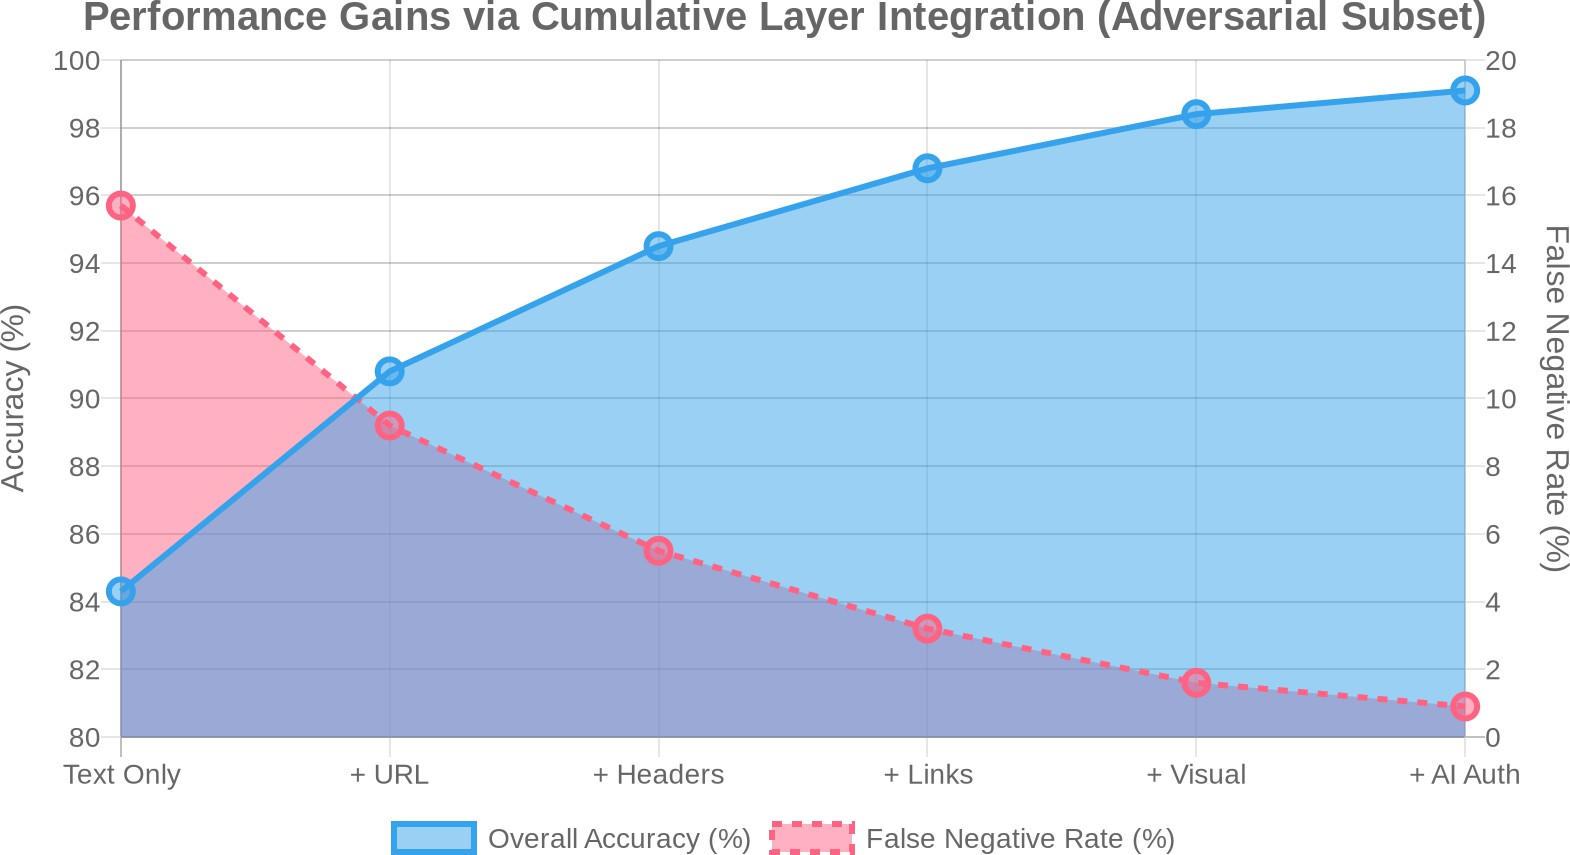 Performance Gains via Cumulative Layer Integration (Adversarial Subset)
Accuracy (%)
100
98
96
94
92
90
88
86
84
82
80
20
18
16
14
12
10
8
6
4
2
0
False Negative Rate (%)
Text Only
+ URL
+ Headers
+ Links
+ Visual
+ AI Auth
Overall Accuracy (%)
False Negative Rate (%)